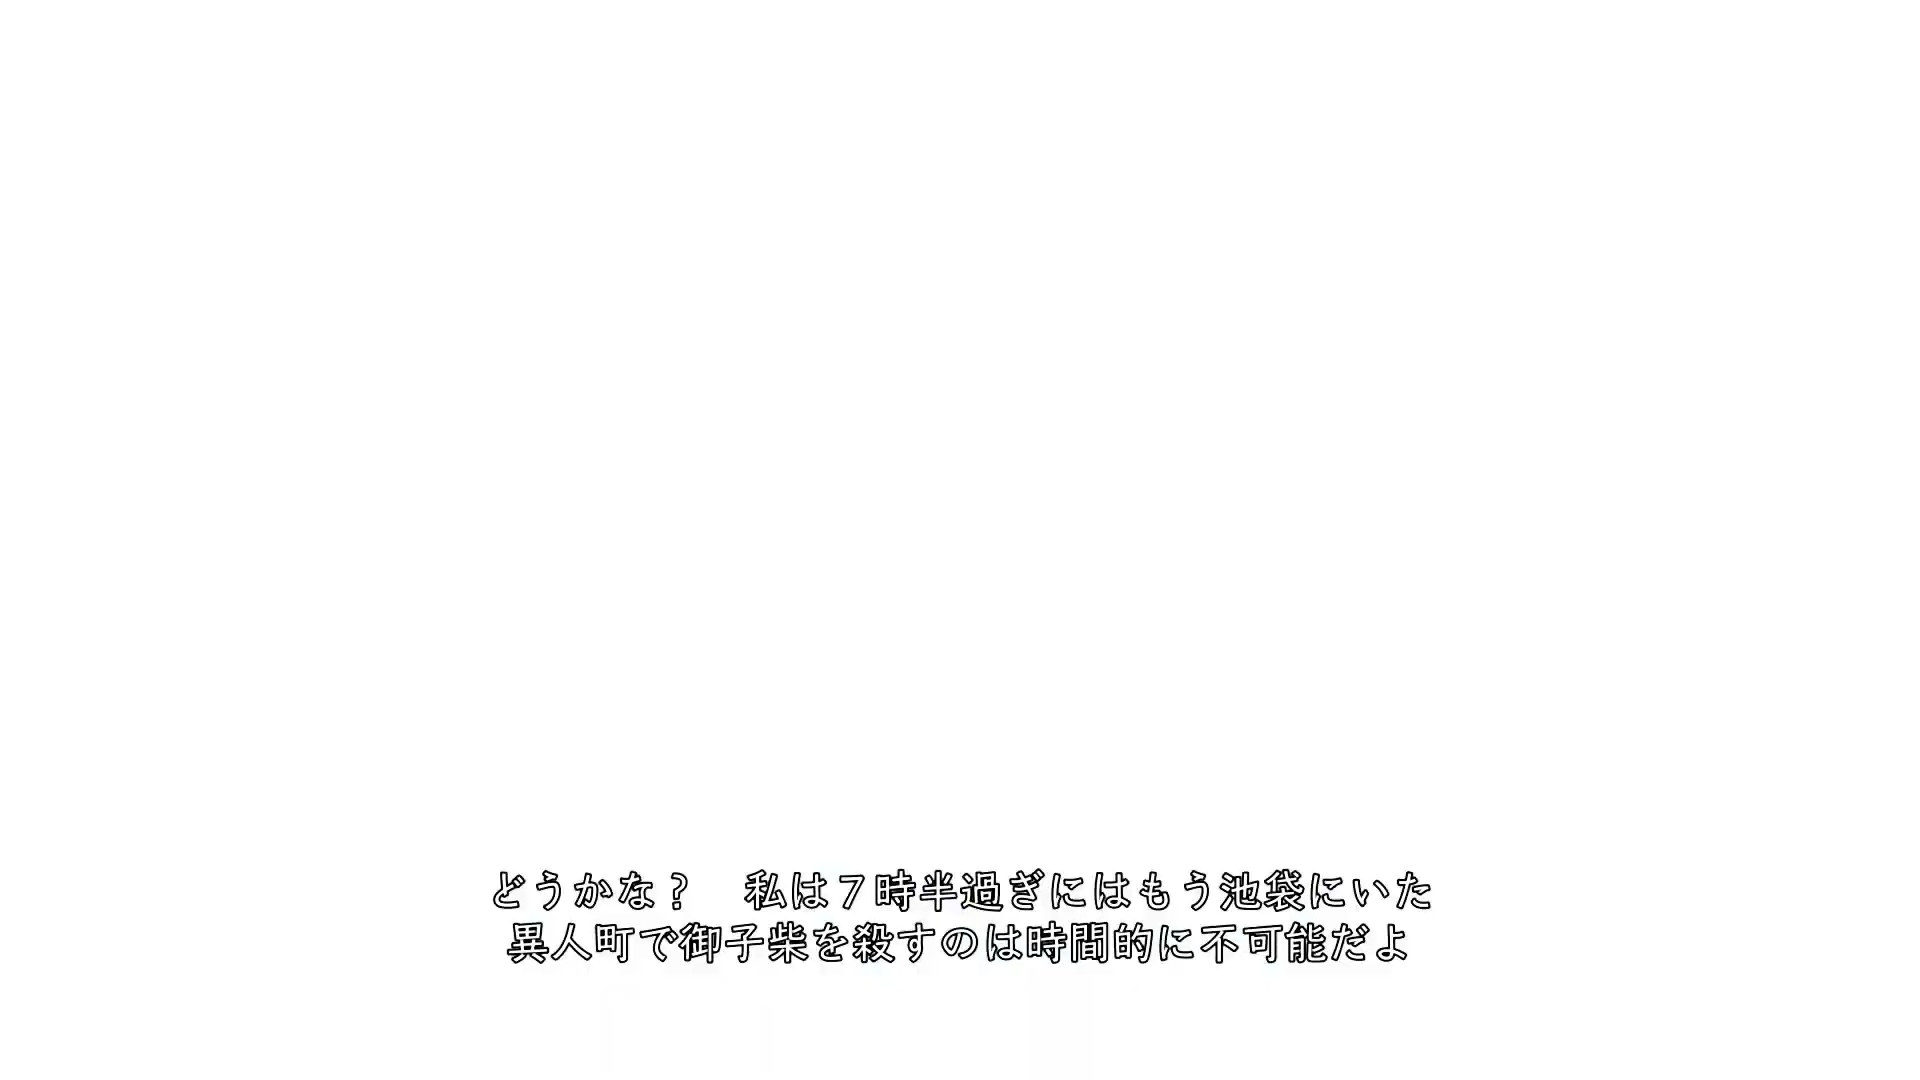 どうかな？　私は７時半過ぎにはもう池袋にいた
異人町で御子柴を殺すのは時間的に不可能だよ